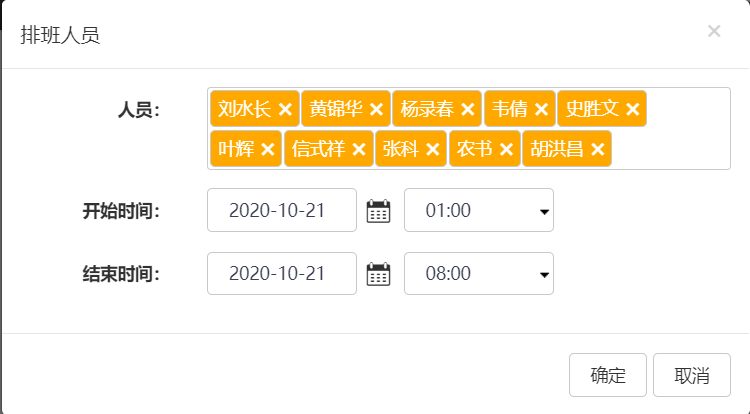 排班人员 ×
人员: 刘水长 × 黄锦华 × 杨录春 × 韦倩 × 史胜文 ×
叶辉 × 信式祥 × 张科 × 农书 × 胡洪昌 ×
开始时间: 2020-10-21 01:00
结束时间: 2020-10-21 08:00
确定 取消